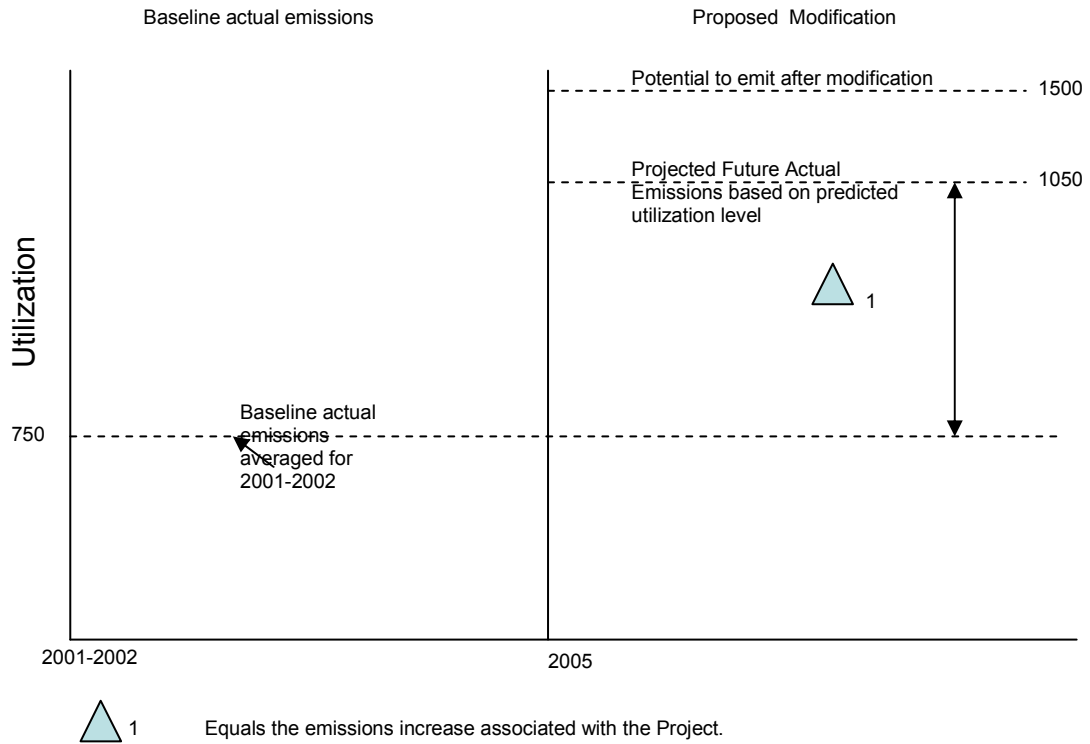 Baseline actual emissions
Proposed Modification
Potential to emit after modification
1500
Projected Future Actual
Emissions based on predicted
utilization level
1050
1
Utilization
750
Baseline actual
emissions
averaged for
2001-2002
2001-2002
2005
1
Equals the emissions increase associated with the Project.